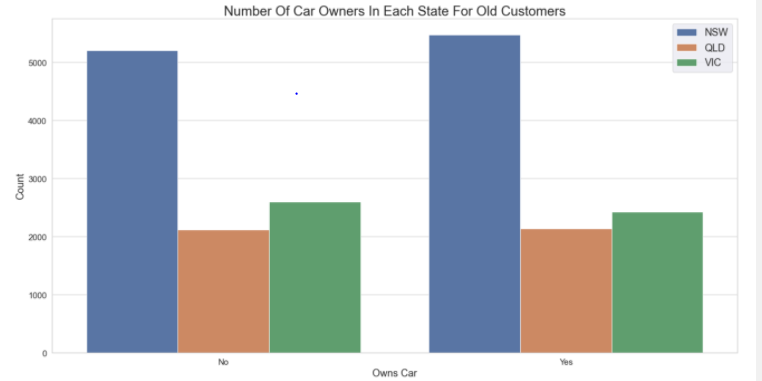 Number Of Car Owners In Each State For Old Customers
NSW
QLD
VIC
5000
4000
3000
2000
1000
0
Count
No
Yes
Owns Car